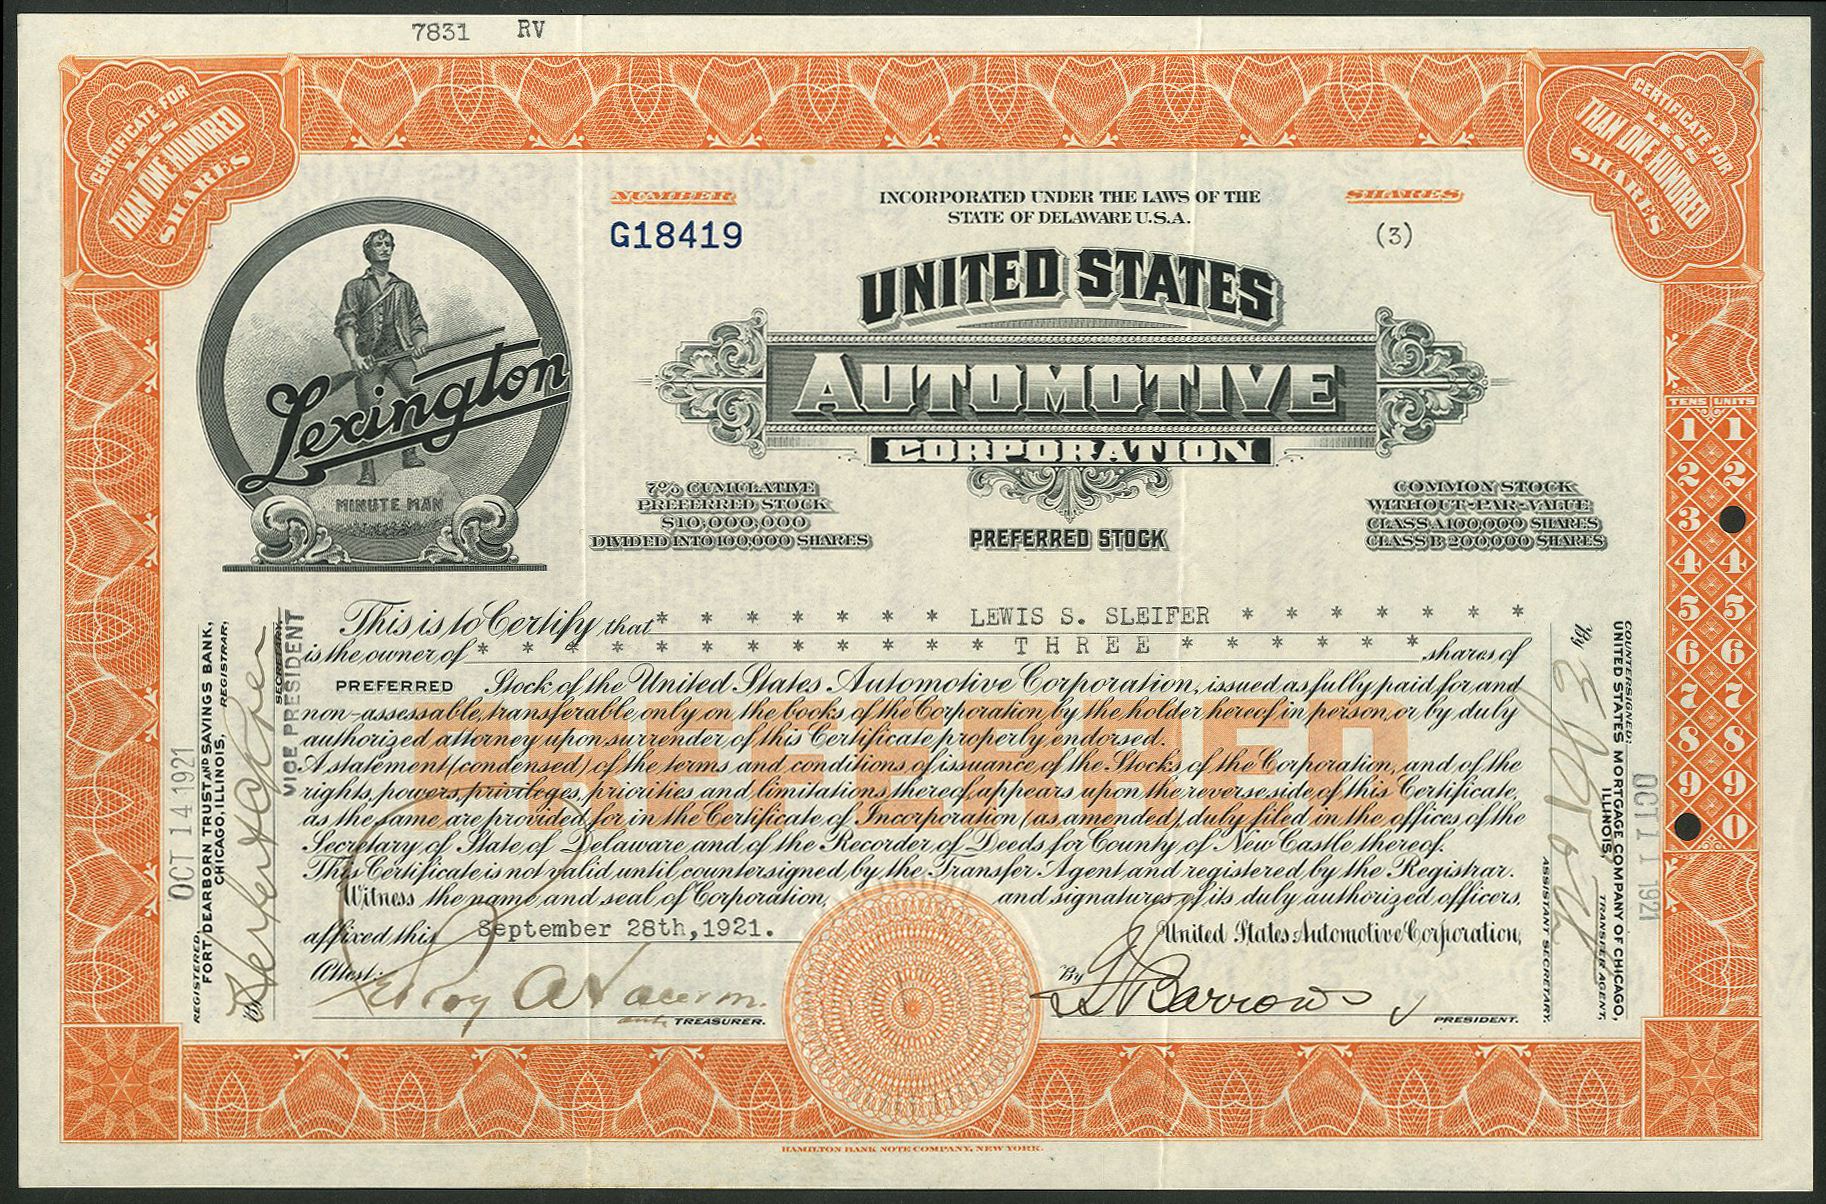 7831 RV
CERTIFICATE FOR
LESS
THAN ONE HUNDRED
SHARES
CERTIFICATE FOR
LESS
THAN ONE HUNDRED
SHARES
NUMBER
G18419
INCORPORATED UNDER THE LAWS OF THE
STATE OF DELAWARE U.S.A.
SHARES
(3)
UNITED STATES
AUTOMOTIVE
CORPORATION
Lexington
MINUTE MAN
7% CUMULATIVE
PREFERRED STOCK
$10,000,000
DIVIDED INTO 100,000 SHARES
PREFERRED STOCK
COMMON STOCK
WITHOUT-PAR-VALUE
CLASS A 100,000 SHARES
CLASS B 200,000 SHARES
TENS UNITS
1 1
2 2
3
4 4
5 5
6 6
7 7
8 8
9 9
0
This is to Certify that * * * * * * * LEWIS S. SLEIFER * * * * * * *
is the owner of * * * * * * * * * * * * T H R E E * * * * * * shares of
PREFERRED Stock of the United States Automotive Corporation, issued as fully paid for and
non-assessable, transferable only on the books of the Corporation by the holder hereof in person, or by duly
authorized attorney upon surrender of this Certificate properly endorsed.
A statement (condensed) of the terms and conditions of issuance of the Stocks of the Corporation, and of the
rights, powers, privileges, priorities and limitations thereof, appears upon the reverse side of this Certificate,
as the same are provided for in the Certificate of Incorporation (as amended), duly filed in the offices of the
Secretary of State of Delaware and of the Recorder of Deeds for County of New Castle thereof.
This Certificate is not valid until countersigned by the Transfer Agent and registered by the Registrar.
Witness the name and seal of Corporation, and signatures of its duly authorized officers,
affixed this September 28th, 1921.
United States Automotive Corporation,
Attest:
TREASURER.
By Barrows
PRESIDENT.
PREFERRED
REGISTERED,
FORT DEARBORN TRUST AND SAVINGS BANK,
CHICAGO, ILLINOIS, REGISTRAR,
By
SECRETARY.
VICE PRESIDENT
OCT 14 1921
COUNTERSIGNED:
UNITED STATES MORTGAGE COMPANY OF CHICAGO,
ILLINOIS, TRANSFER AGENT,
By
ASSISTANT SECRETARY.
OCT 11 1921
HAMILTON BANK NOTE COMPANY, NEW YORK.